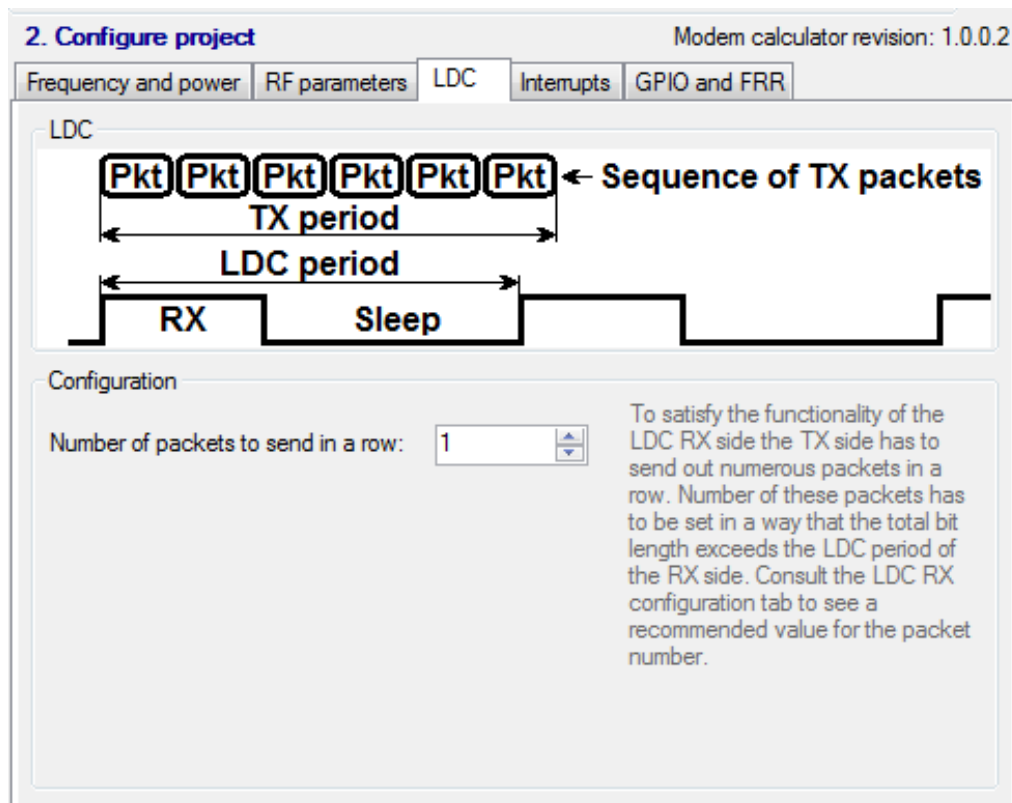 2. Configure project
Modem calculator revision: 1.0.0.2
Frequency and power RF parameters LDC Interrupts GPIO and FRR
LDC
Pkt Pkt Pkt Pkt Pkt Pkt Sequence of TX packets
TX period
LDC period
RX Sleep
Configuration
Number of packets to send in a row: 1
To satisfy the functionality of the
LDC RX side the TX side has to
send out numerous packets in a
row. Number of these packets has
to be set in a way that the total bit
length exceeds the LDC period of
the RX side. Consult the LDC RX
configuration tab to see a
recommended value for the packet
number.